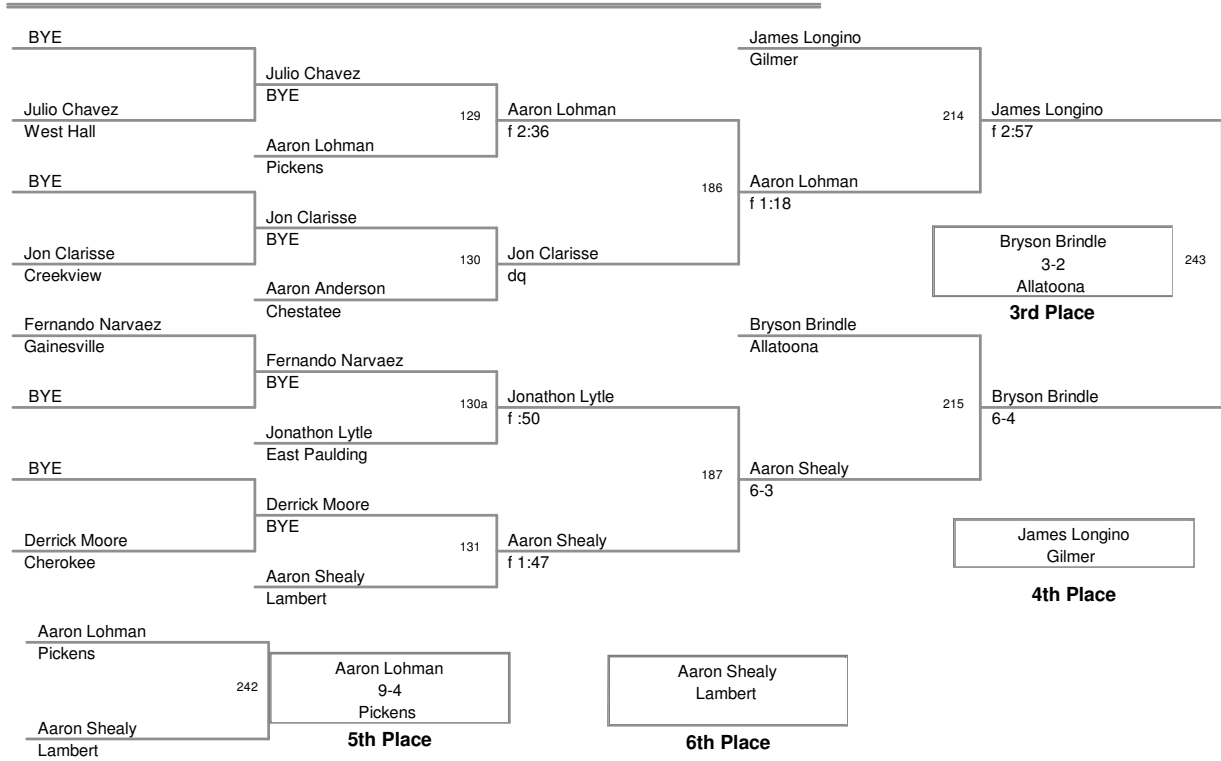 BYE
Julio Chavez
West Hall
BYE
Jon Clarisse
Creekview
Fernando Narvaez
Gainesville
BYE
BYE
Derrick Moore
Cherokee
Julio Chavez
BYE
129
Aaron Lohman
Pickens
Jon Clarisse
BYE
130
Aaron Anderson
Chestatee
Fernando Narvaez
BYE
130a
Jonathon Lytle
East Paulding
Derrick Moore
BYE
131
Aaron Shealy
Lambert
Aaron Lohman
f 2:36
186
Jon Clarisse
dq
Jonathon Lytle
f :50
187
Aaron Shealy
f 1:47
James Longino
Gilmer
214
Aaron Lohman
f 1:18
Bryson Brindle
Allatoona
215
Aaron Shealy
6-3
James Longino
f 2:57
Bryson Brindle
3-2
Allatoona
243
3rd Place
Bryson Brindle
6-4
James Longino
Gilmer
4th Place
Aaron Lohman
Pickens
242
Aaron Shealy
Lambert
Aaron Lohman
9-4
Pickens
5th Place
Aaron Shealy
Lambert
6th Place